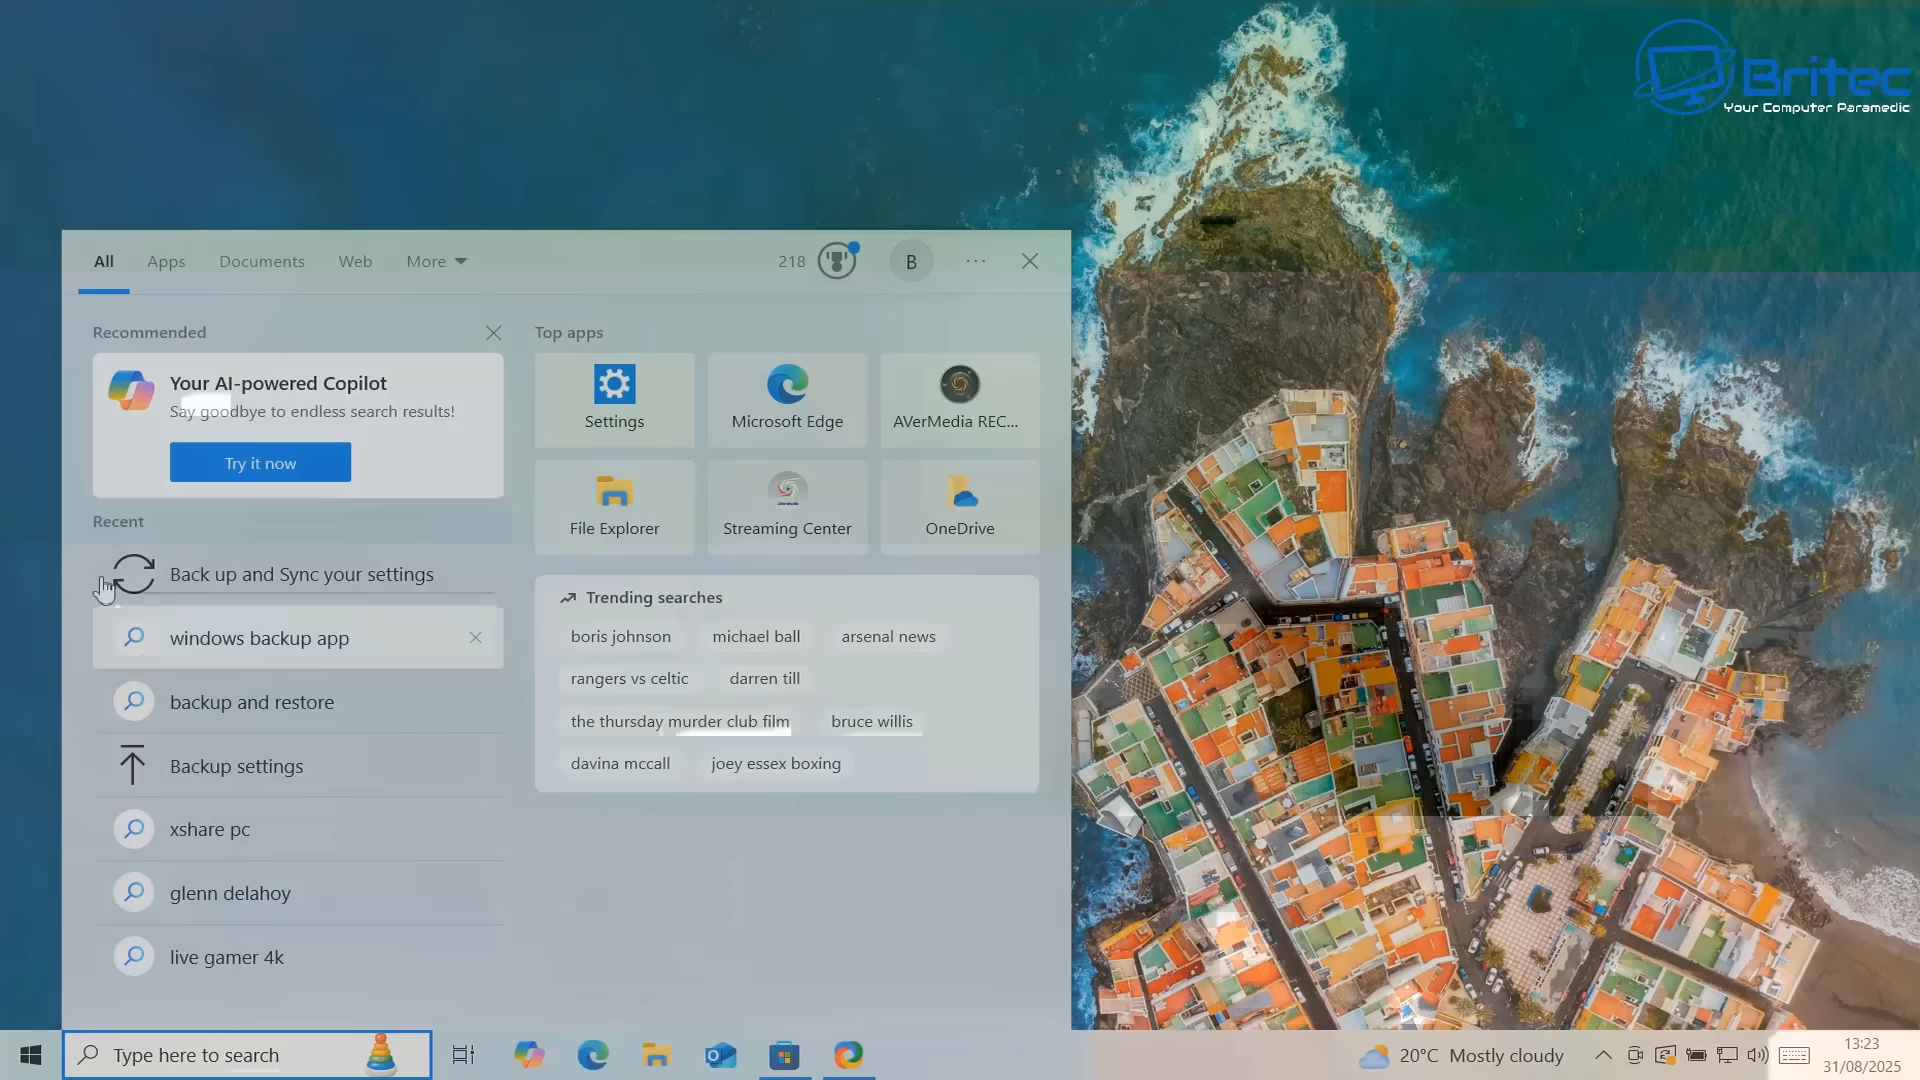 Britec
Your Computer Paramedic
All
Apps
Documents
Web
More
218
B
Recommended
Your AI-powered Copilot
Say goodbye to endless search results!
Try it now
Recent
Back up and Sync your settings
windows backup app
backup and restore
Backup settings
xshare pc
glenn delahoy
live gamer 4k
Top apps
Settings
Microsoft Edge
AVerMedia REC...
File Explorer
Streaming Center
OneDrive
Trending searches
boris johnson
michael ball
arsenal news
rangers vs celtic
darren till
the thursday murder club film
bruce willis
davina mccall
joey essex boxing
Type here to search
20°C Mostly cloudy
13:23
31/08/2025